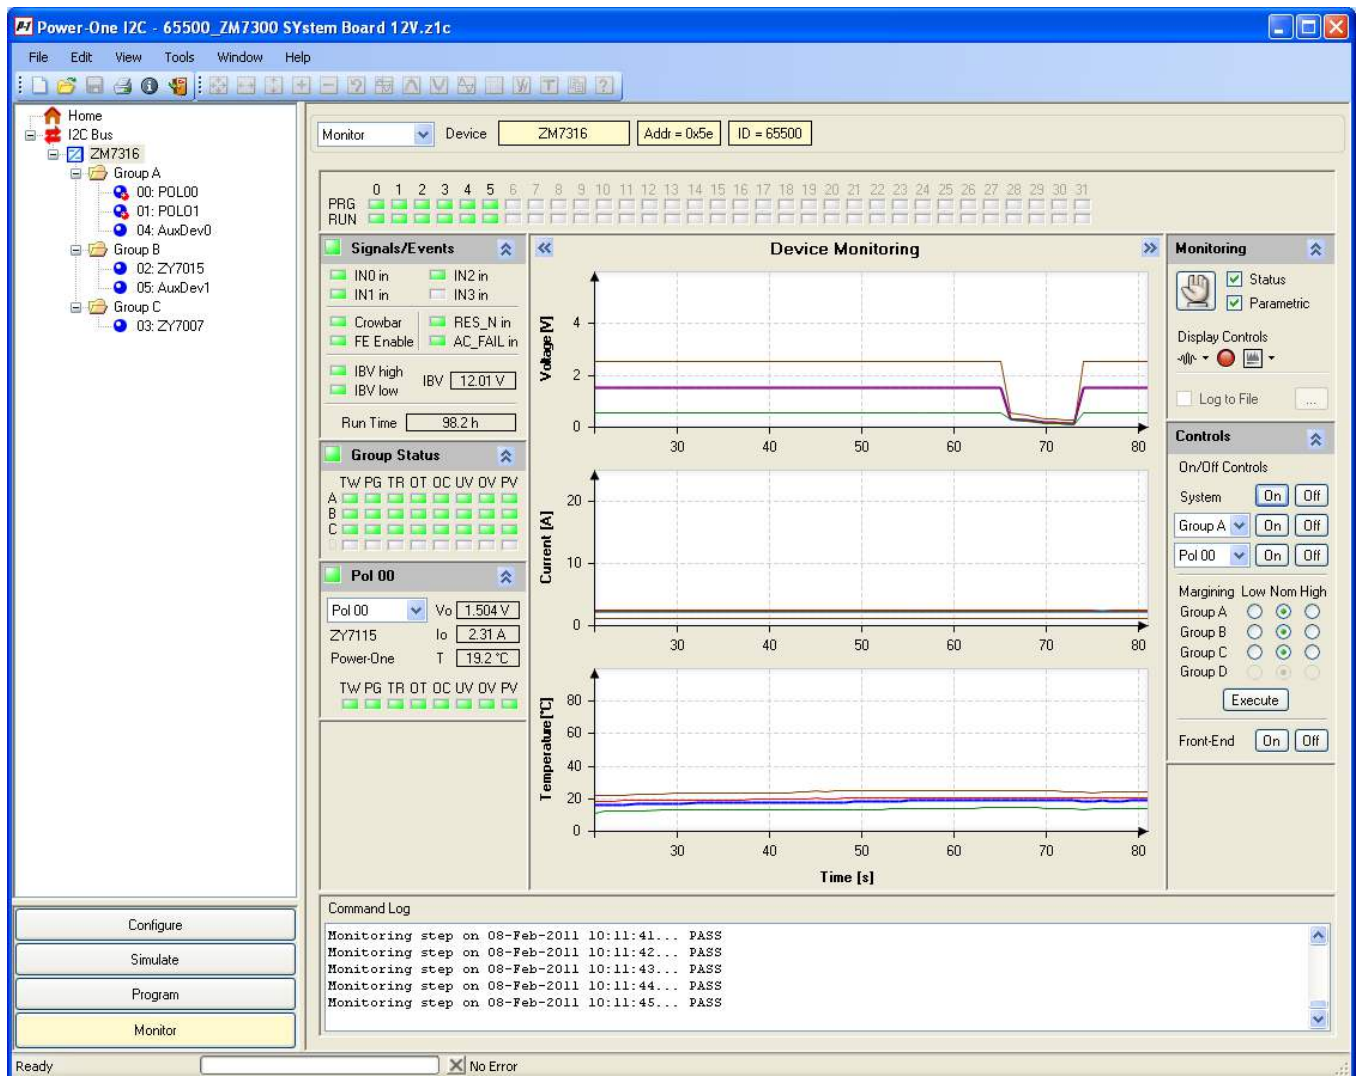 Power-One I2C - 65500_ZM7300 SYstem Board 12V.z1c
File Edit View Tools Window Help
Home
I2C Bus
ZM7316
Group A
00: POL00
01: POL01
04: AuxDev0
Group B
02: ZY7015
05: AuxDev1
Group C
03: ZY7007
Configure
Simulate
Program
Monitor
Monitor Device ZM7316 Addr = 0x5e ID = 65500
0 1 2 3 4 5 6 7 8 9 10 11 12 13 14 15 16 17 18 19 20 21 22 23 24 25 26 27 28 29 30 31
PRG
RUN
Signals/Events
IN0 in IN2 in
IN1 in IN3 in
Crowbar RES_N in
FE Enable AC_FAIL in
IBV high
IBV 12.01 V
IBV low
Run Time 98.2 h
Group Status
TW PG TR OT OC UV OV PV
A
B
C
D
Pol 00
Pol 00 Vo 1.504 V
ZY7115 Io 2.31 A
Power-One T 19.2 °C
TW PG TR OT OC UV OV PV
Device Monitoring
Voltage [V]
4
2
0
30 40 50 60 70 80
Current [A]
20
10
0
30 40 50 60 70 80
Temperature[°C]
80
60
40
20
0
30 40 50 60 70 80
Time [s]
Monitoring
Status
Parametric
Display Controls
Log to File ...
Controls
On/Off Controls
System On Off
Group A On Off
Pol 00 On Off
Margining Low Nom High
Group A
Group B
Group C
Group D
Execute
Front-End On Off
Command Log
Monitoring step on 08-Feb-2011 10:11:41... PASS
Monitoring step on 08-Feb-2011 10:11:42... PASS
Monitoring step on 08-Feb-2011 10:11:43... PASS
Monitoring step on 08-Feb-2011 10:11:44... PASS
Monitoring step on 08-Feb-2011 10:11:45... PASS
Ready No Error